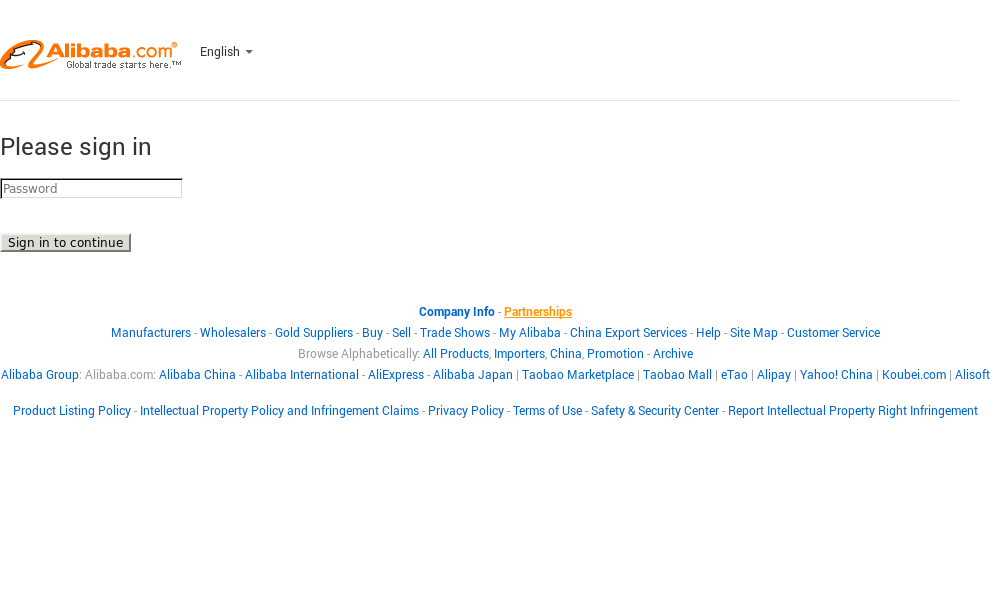 Alibaba.com®
Global trade starts here.™
English
Please sign in
Password
Sign in to continue
Company Info - Partnerships
Manufacturers - Wholesalers - Gold Suppliers - Buy - Sell - Trade Shows - My Alibaba - China Export Services - Help - Site Map - Customer Service
Browse Alphabetically: All Products, Importers, China, Promotion - Archive
Alibaba Group: Alibaba.com: Alibaba China - Alibaba International - AliExpress - Alibaba Japan | Taobao Marketplace | Taobao Mall | eTao | Alipay | Yahoo! China | Koubei.com | Alisoft
Product Listing Policy - Intellectual Property Policy and Infringement Claims - Privacy Policy - Terms of Use - Safety & Security Center - Report Intellectual Property Right Infringement